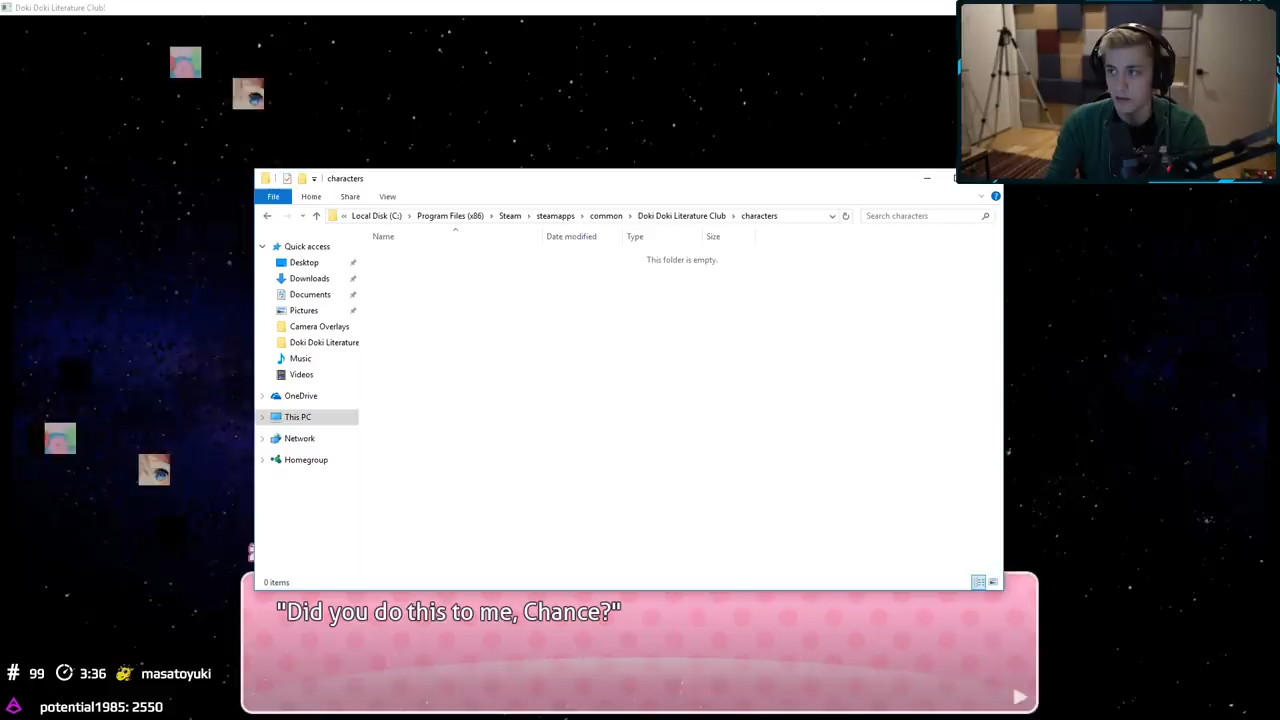 Doki Doki Literature Club!
characters
File Home Share View
« Local Disk (C:) › Program Files (x86) › Steam › steamapps › common › Doki Doki Literature Club › characters
Search characters
Name Date modified Type Size
This folder is empty.
Quick access
Desktop
Downloads
Documents
Pictures
Camera Overlays
Doki Doki Literature
Music
Videos
OneDrive
This PC
Network
Homegroup
0 items
"Did you do this to me, Chance?"
# 99 3:36 masatoyuki
potential1985: 2550